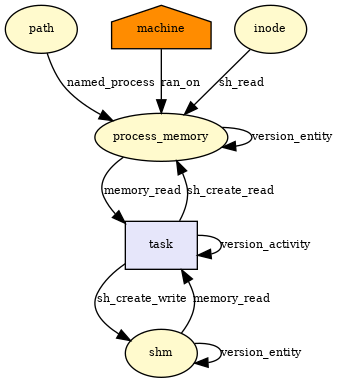 path
machine
inode
named_process
ran_on
sh_read
process_memory
version_entity
memory_read
sh_create_read
task
version_activity
sh_create_write
memory_read
shm
version_entity